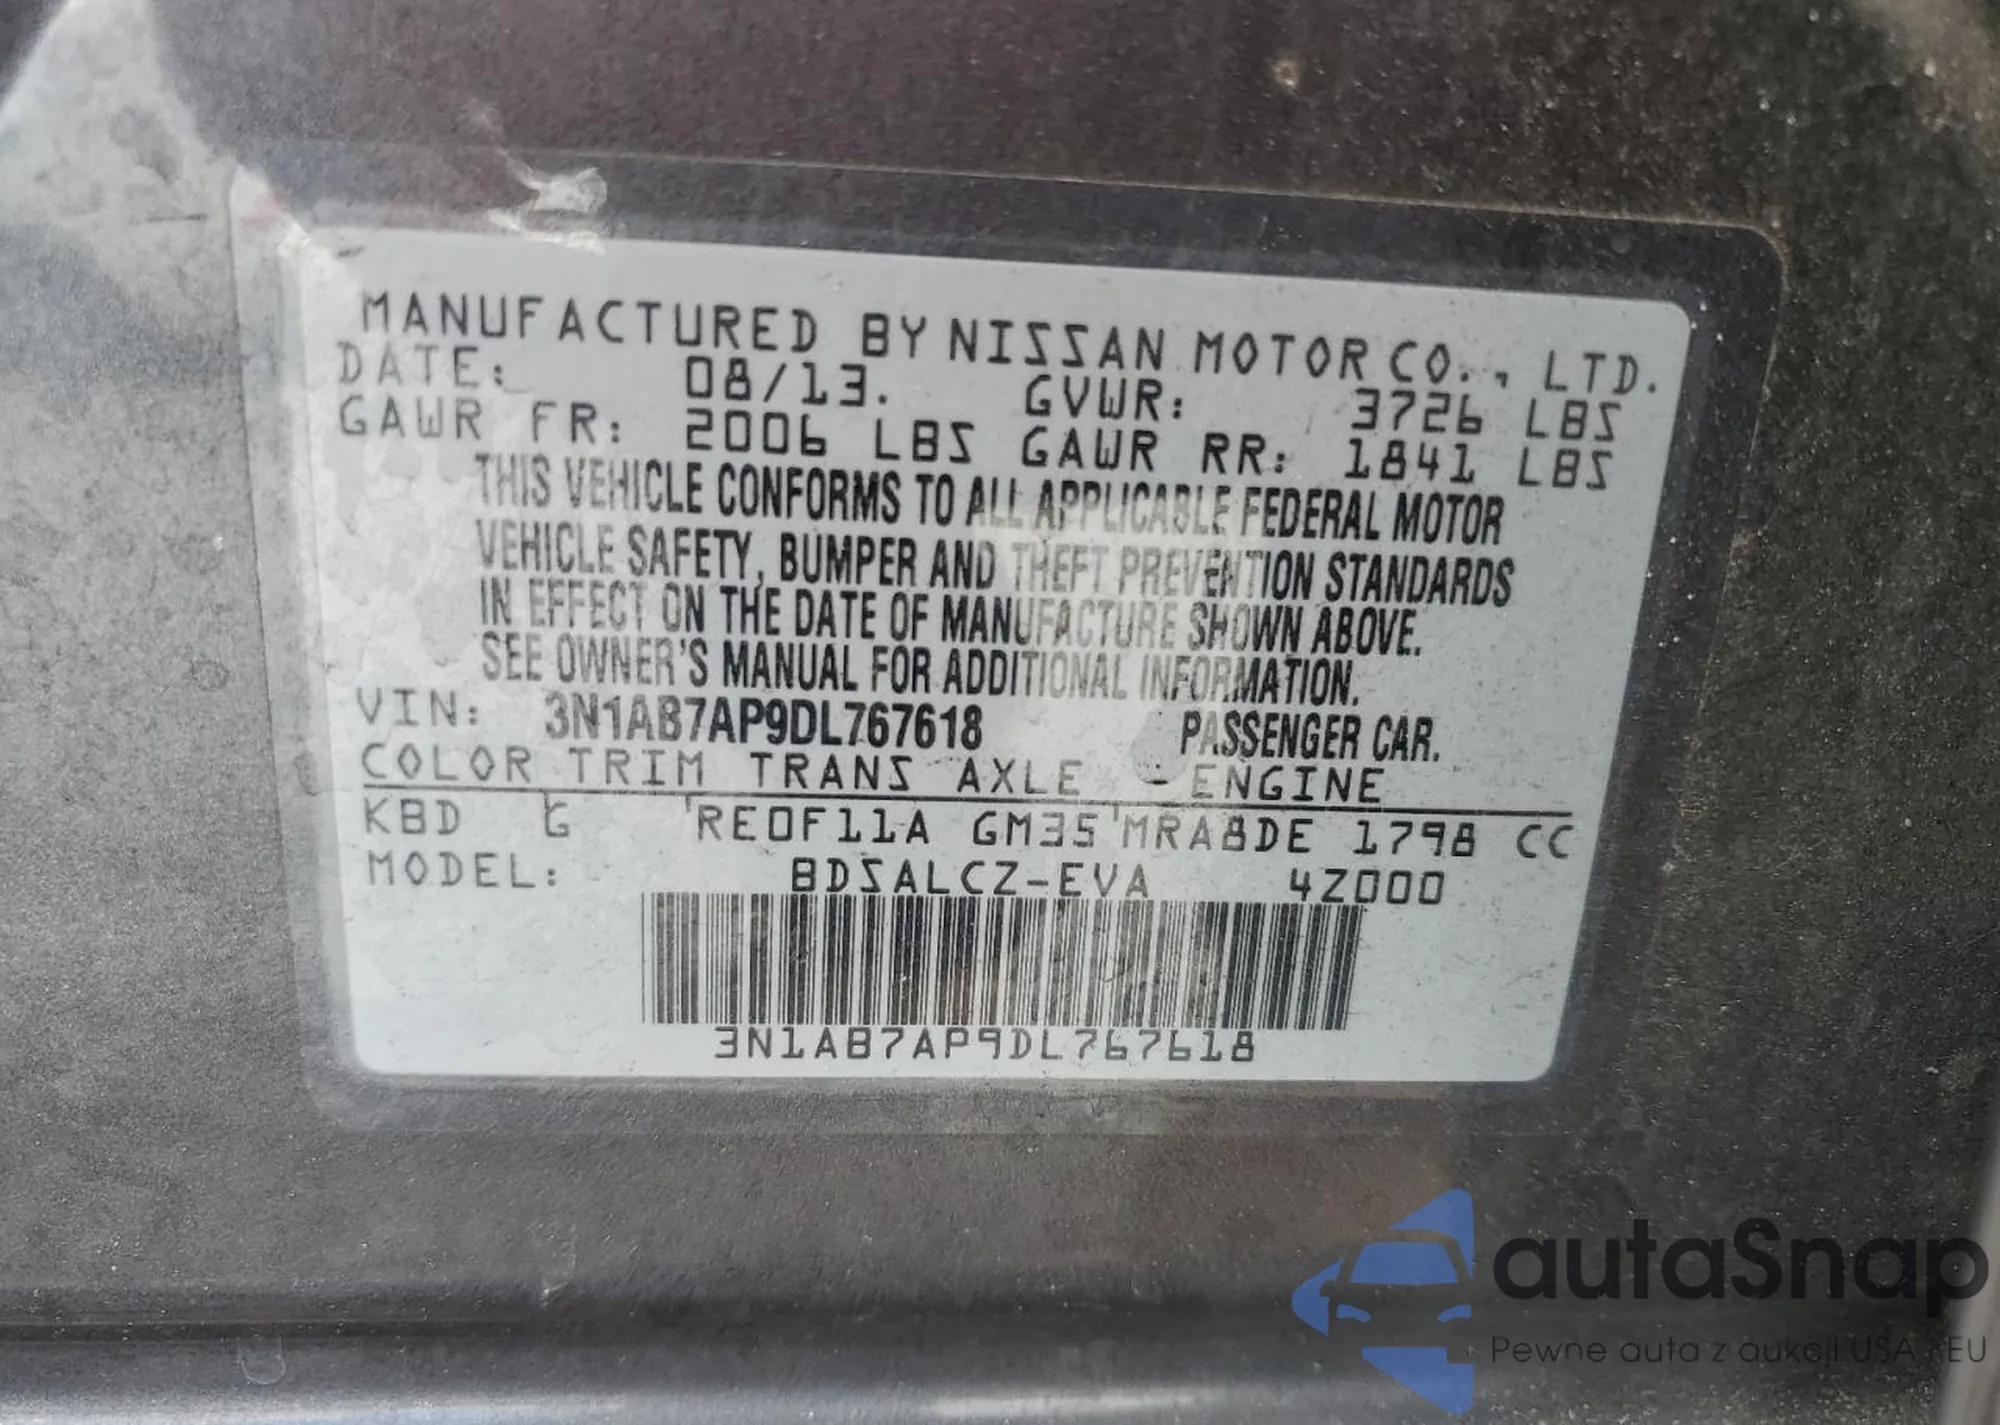 MANUFACTURED BY NISSAN MOTOR CO., LTD.
DATE: 08/13. GVWR: 3726 LBS
GAWR FR: 2006 LBS GAWR RR: 1841 LBS
THIS VEHICLE CONFORMS TO ALL APPLICABLE FEDERAL MOTOR
VEHICLE SAFETY, BUMPER AND THEFT PREVENTION STANDARDS
IN EFFECT ON THE DATE OF MANUFACTURE SHOWN ABOVE.
SEE OWNER'S MANUAL FOR ADDITIONAL INFORMATION.
VIN: 3N1AB7AP9DL767618 PASSENGER CAR.
COLOR TRIM TRANS AXLE ENGINE
KBD G RE0F11A GM35 MRA8DE 1798 CC
MODEL: BDSALCZ-EVA 4Z000
3N1AB7AP9DL767618
autaSnap
Pewne auta z aukcji USA i EU